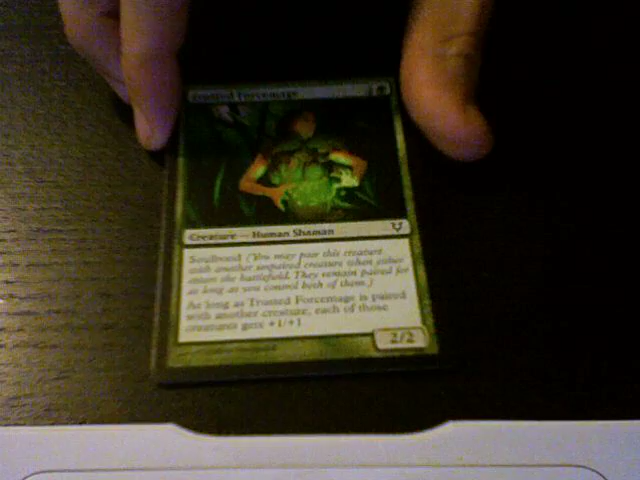 Trusted Forcemage
Creature — Human Shaman
Soulbond (You may pair this creature
with another unpaired creature when either
enters the battlefield. They remain paired for
as long as you control both of them.)
As long as Trusted Forcemage is paired
with another creature, each of those
creatures gets +1/+1
2/2